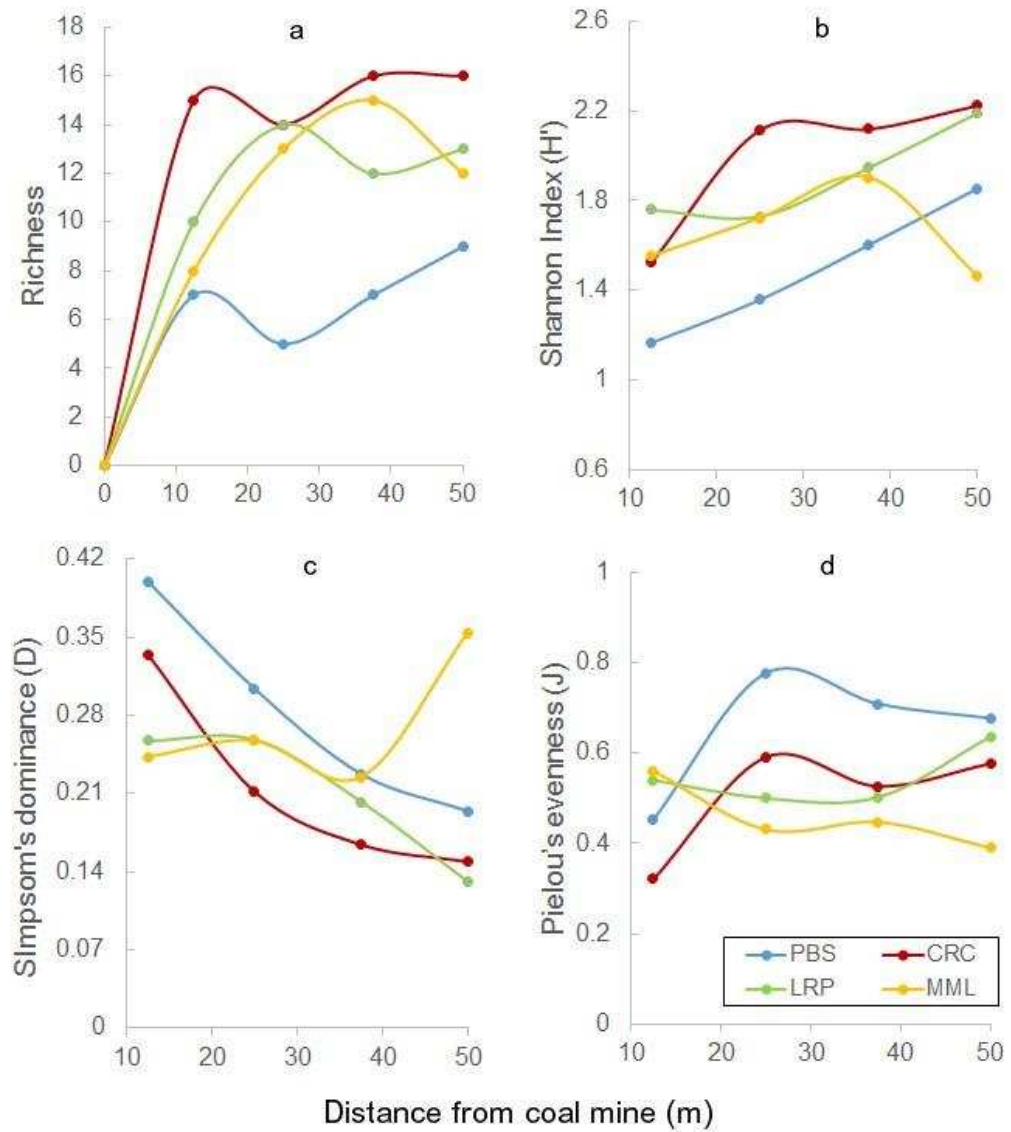 a
18
16
14
12
10
8
6
4
2
0
Richness
0 10 20 30 40 50
b
2.6
2.2
1.8
1.4
1
0.6
Shannon Index (H')
10 20 30 40 50
c
0.42
0.35
0.28
0.21
0.14
0.07
0
SImpsom's dominance (D)
10 20 30 40 50
d
1
0.8
0.6
0.4
0.2
0
Pielou's evenness (J)
PBS CRC
LRP MML
10 20 30 40 50
Distance from coal mine (m)